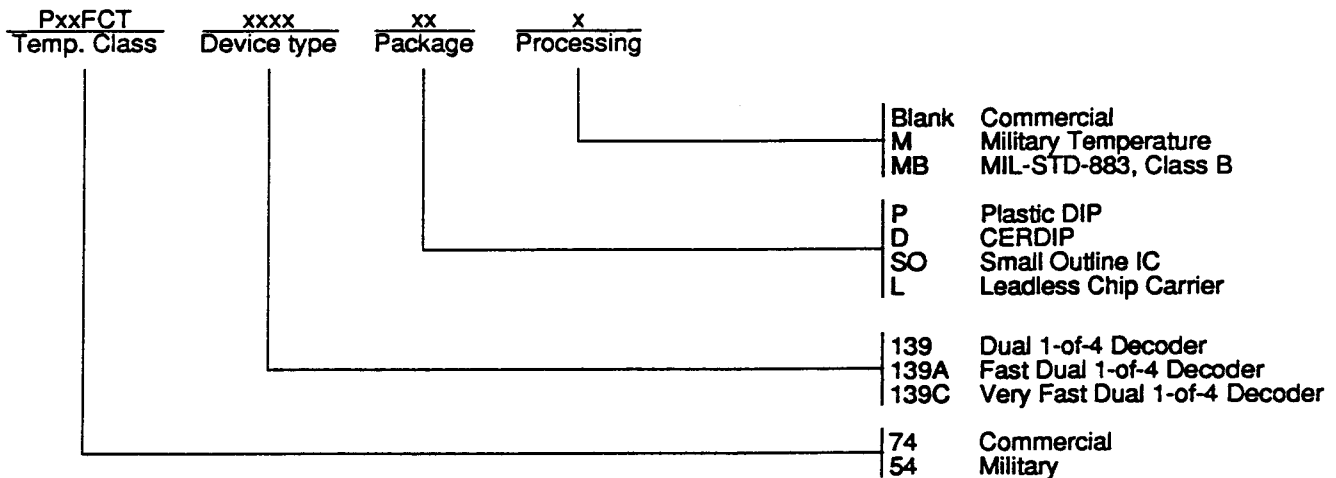 PxxFCT xxxx xx x
Temp. Class Device type Package Processing
Blank Commercial
M Military Temperature
MB MIL-STD-883, Class B
P Plastic DIP
D CERDIP
SO Small Outline IC
L Leadless Chip Carrier
139 Dual 1-of-4 Decoder
139A Fast Dual 1-of-4 Decoder
139C Very Fast Dual 1-of-4 Decoder
74 Commercial
54 Military